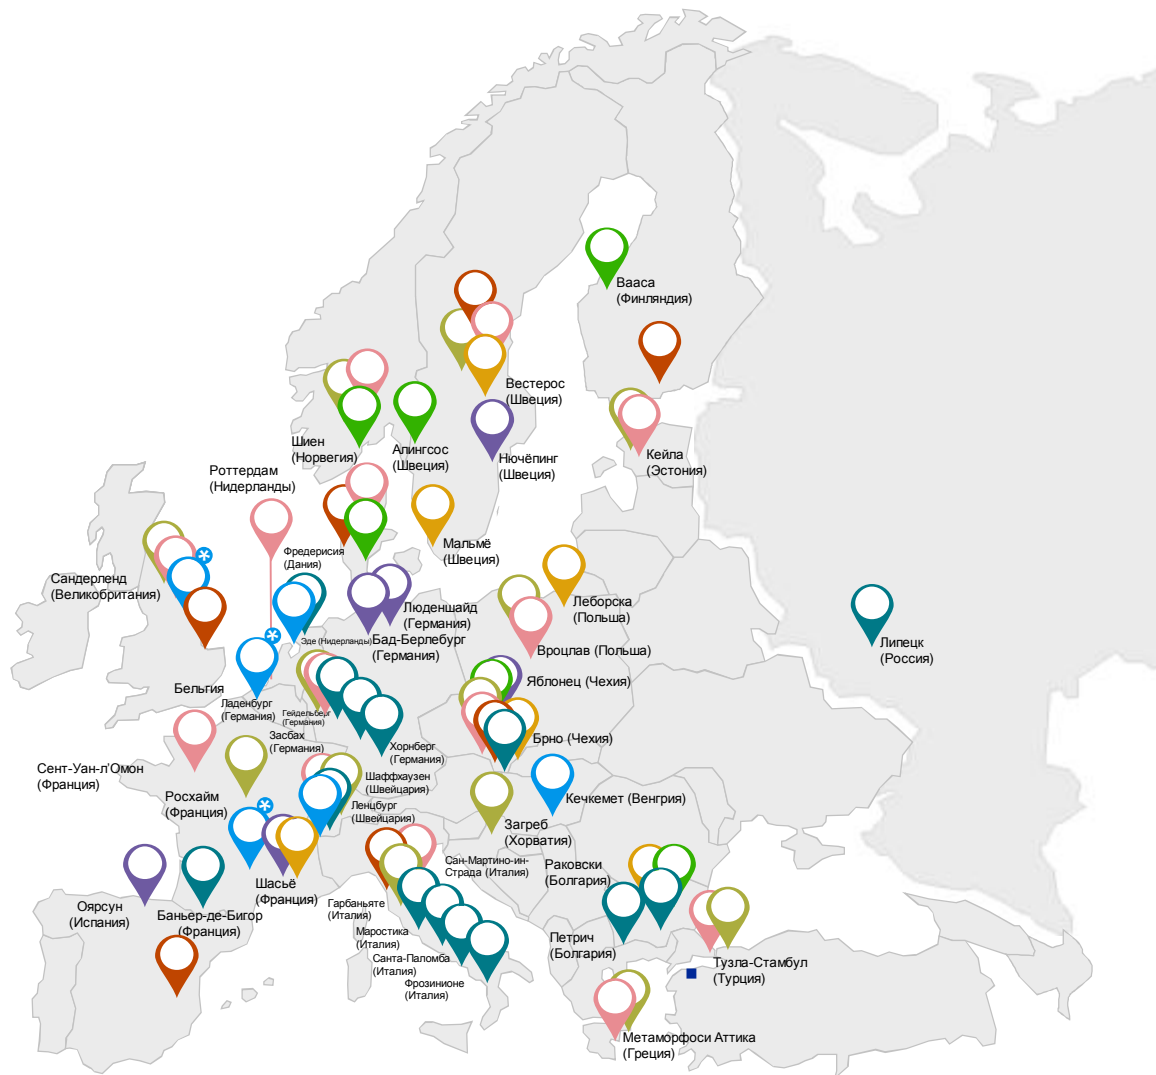 Вааса
(Финляндия)
Вестерос
(Швеция)
Шиен
(Норвегия)
Алингсос
(Швеция)
Нючёпинг
(Швеция)
Кейла
(Эстония)
Роттердам
(Нидерланды)
Фредерисия
(Дания)
Мальмё
(Швеция)
Сандерленд
(Великобритания)
Люденшайд
(Германия)
Леборска
(Польша)
Эде (Нидерланды)
Бад-Берлебург
(Германия)
Вроцлав (Польша)
Липецк
(Россия)
Бельгия
Яблонец (Чехия)
Ладенбург
(Германия)
Гейдельберг
(Германия)
Засбах
(Германия)
Хорнберг
(Германия)
Брно (Чехия)
Сент-Уан-л’Омон
(Франция)
Росхайм
(Франция)
Шаффхаузен
(Швейцария)
Ленцбург
(Швейцария)
Кечкемет (Венгрия)
Загреб
(Хорватия)
Сан-Мартино-ин-
Страда (Италия)
Раковски
(Болгария)
Шасьё
(Франция)
Оярсун
(Испания)
Баньер-де-Бигор
(Франция)
Гарбаньяте
(Италия)
Маростика
(Италия)
Санта-Паломба
(Италия)
Фрозинионе
(Италия)
Петрич
(Болгария)
Тузла-Стамбул
(Турция)
Метаморфоси Аттика
(Греция)